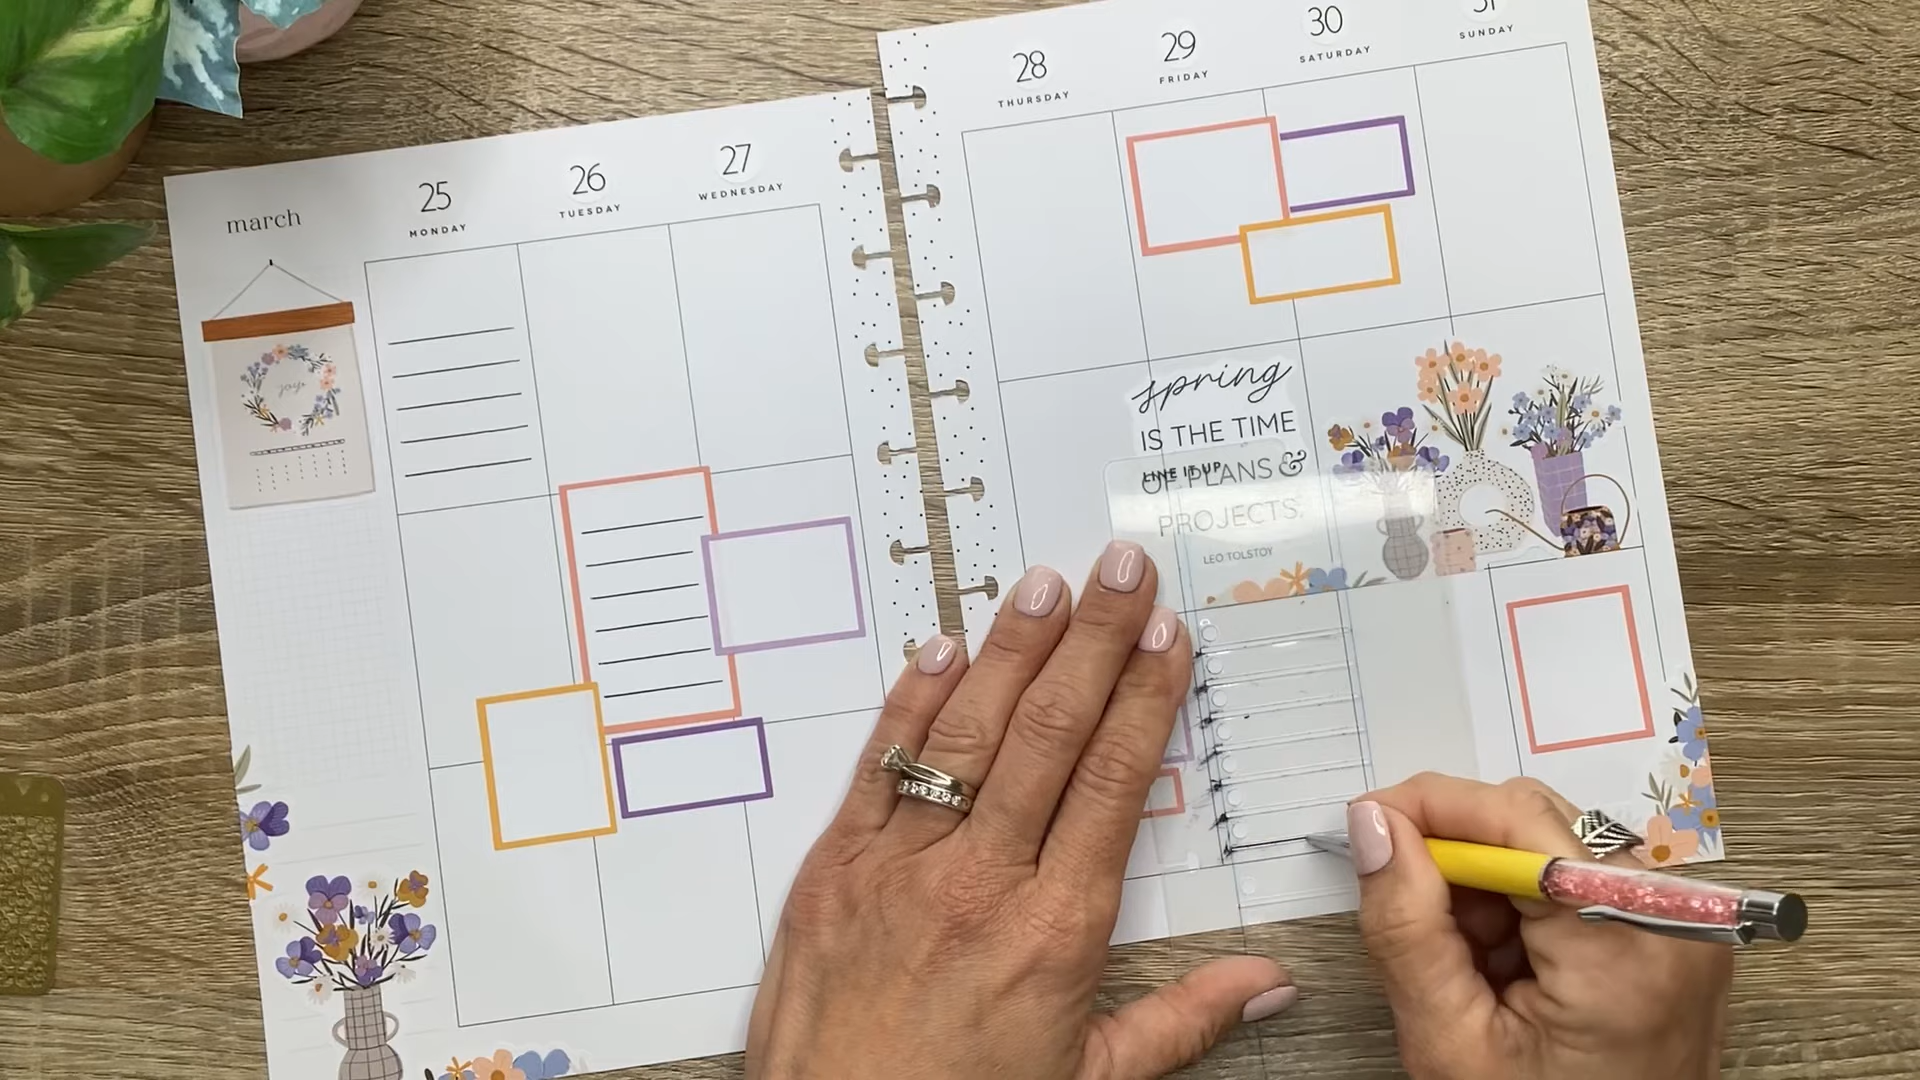 march
25
MONDAY
26
TUESDAY
27
WEDNESDAY
28
THURSDAY
29
FRIDAY
30
SATURDAY
31
SUNDAY
joy
spring
IS THE TIME
OF PLANS &
PROJECTS.
LEO TOLSTOY
LINE IT UP